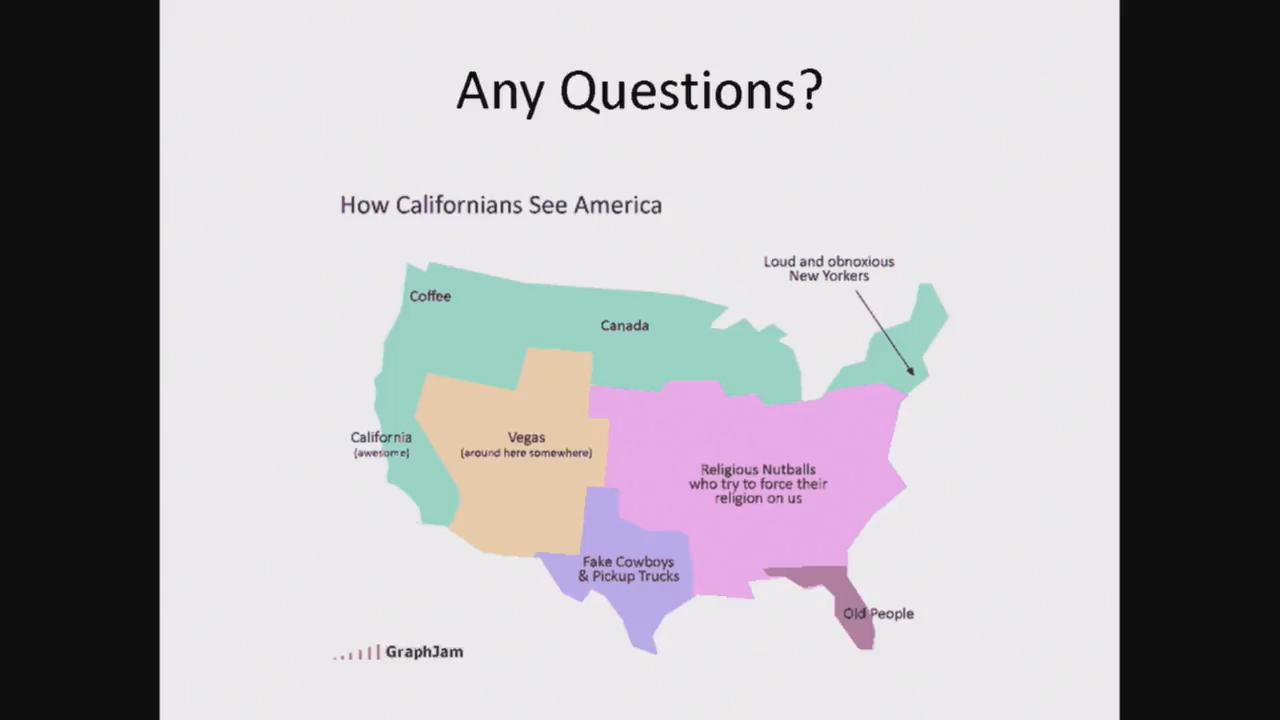 Any Questions?
How Californians See America
Loud and obnoxious
New Yorkers
Coffee
Canada
California
(awesome)
Vegas
(around here somewhere)
Religious Nutballs
who try to force their
religion on us
Fake Cowboys
& Pickup Trucks
Old People
GraphJam